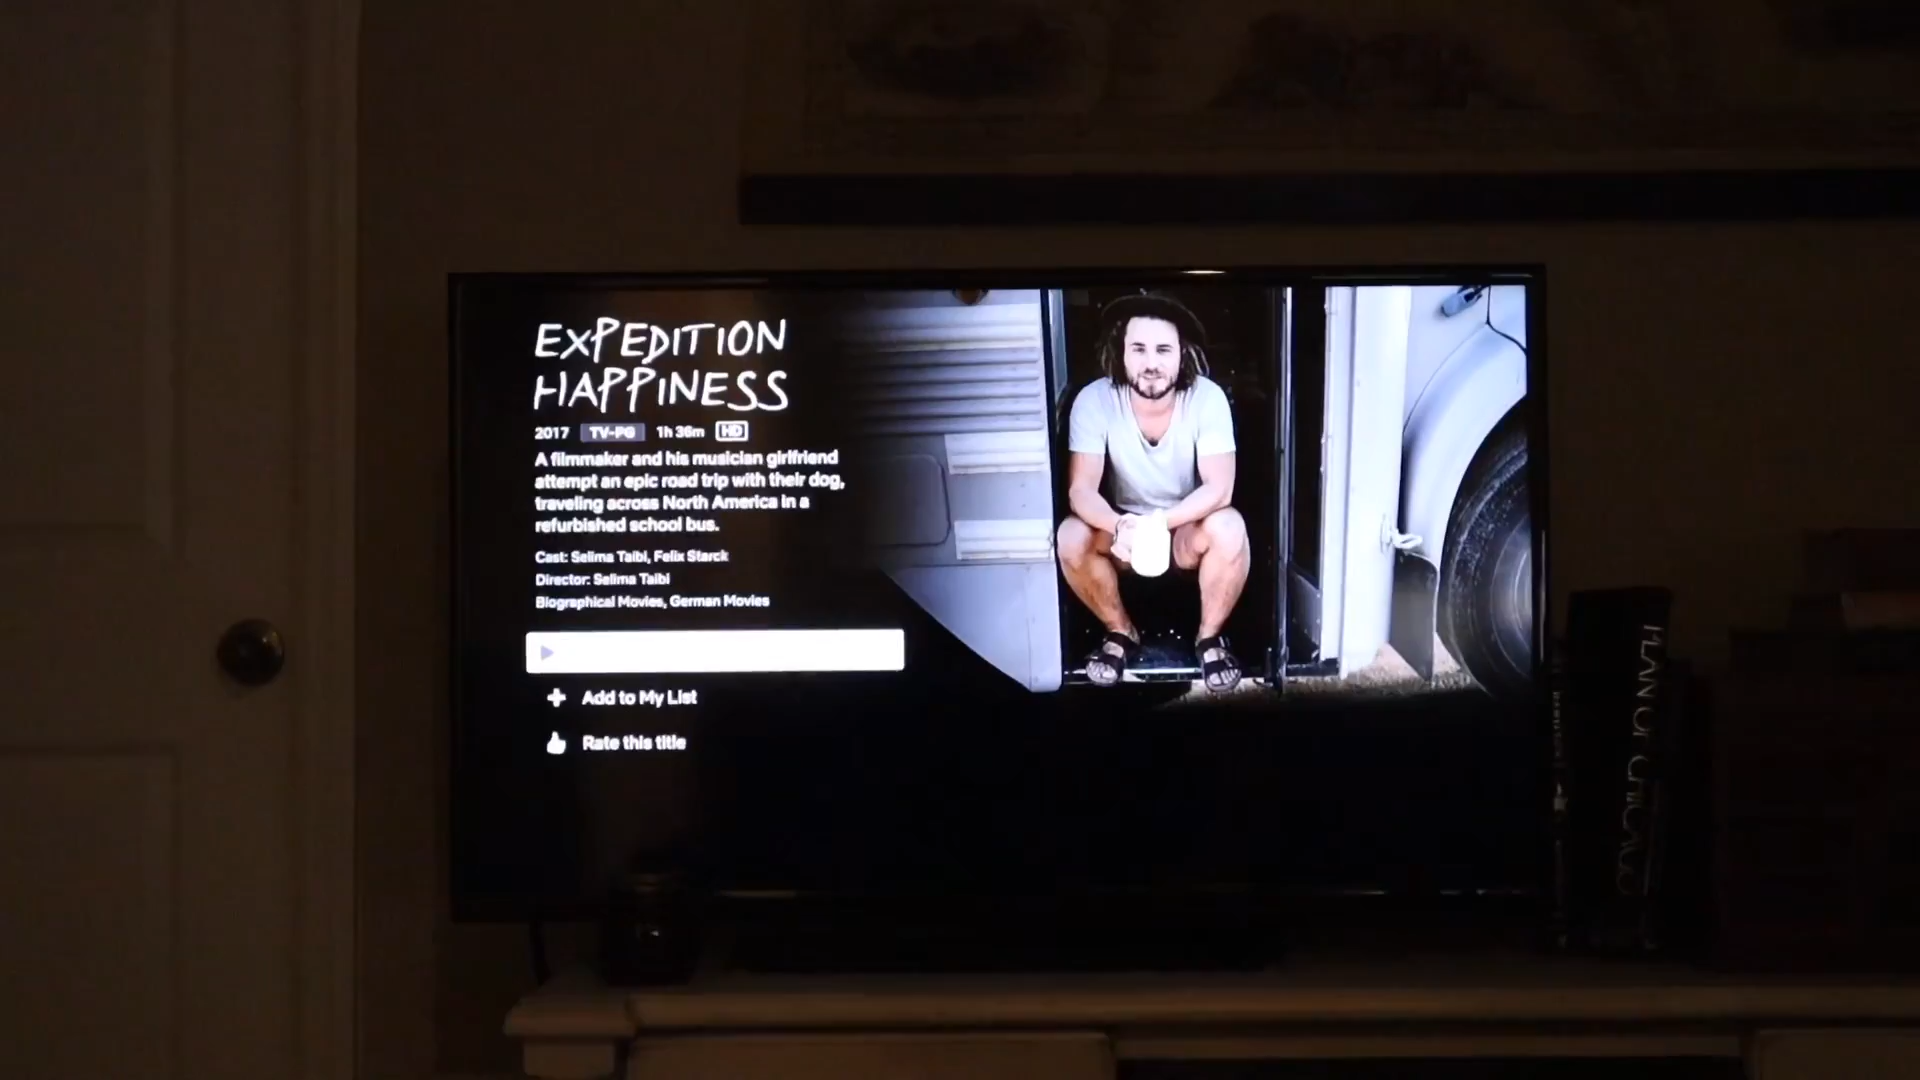 EXPEDITION
HAPPINESS
2017 TV-PG 1h 36m HD
A filmmaker and his musician girlfriend
attempt an epic road trip with their dog,
traveling across North America in a
refurbished school bus.
Cast: Selima Taibi, Felix Starck
Director: Selima Taibi
Biographical Movies, German Movies
Add to My List
Rate this title
PLAN OF CHICAGO